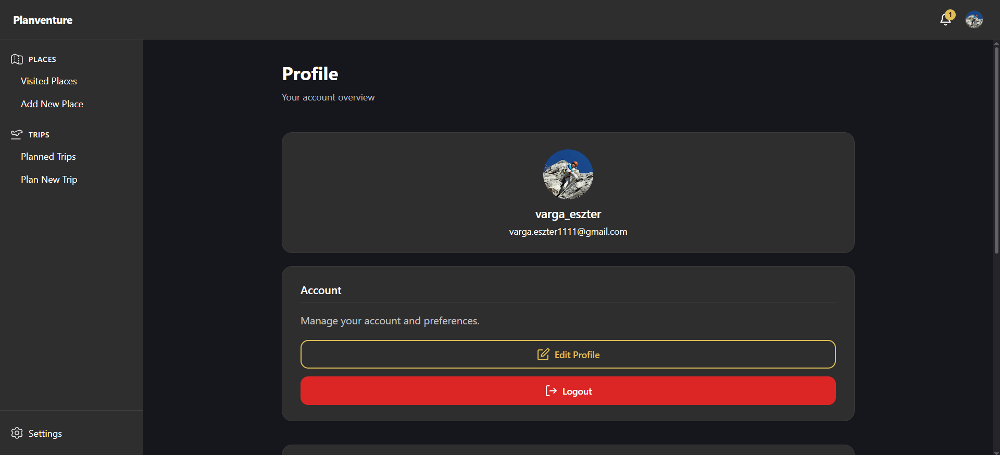 Planventure
1
PLACES
Visited Places
Add New Place
TRIPS
Planned Trips
Plan New Trip
Settings
Profile
Your account overview
varga_eszter
varga.eszter1111@gmail.com
Account
Manage your account and preferences.
Edit Profile
Logout